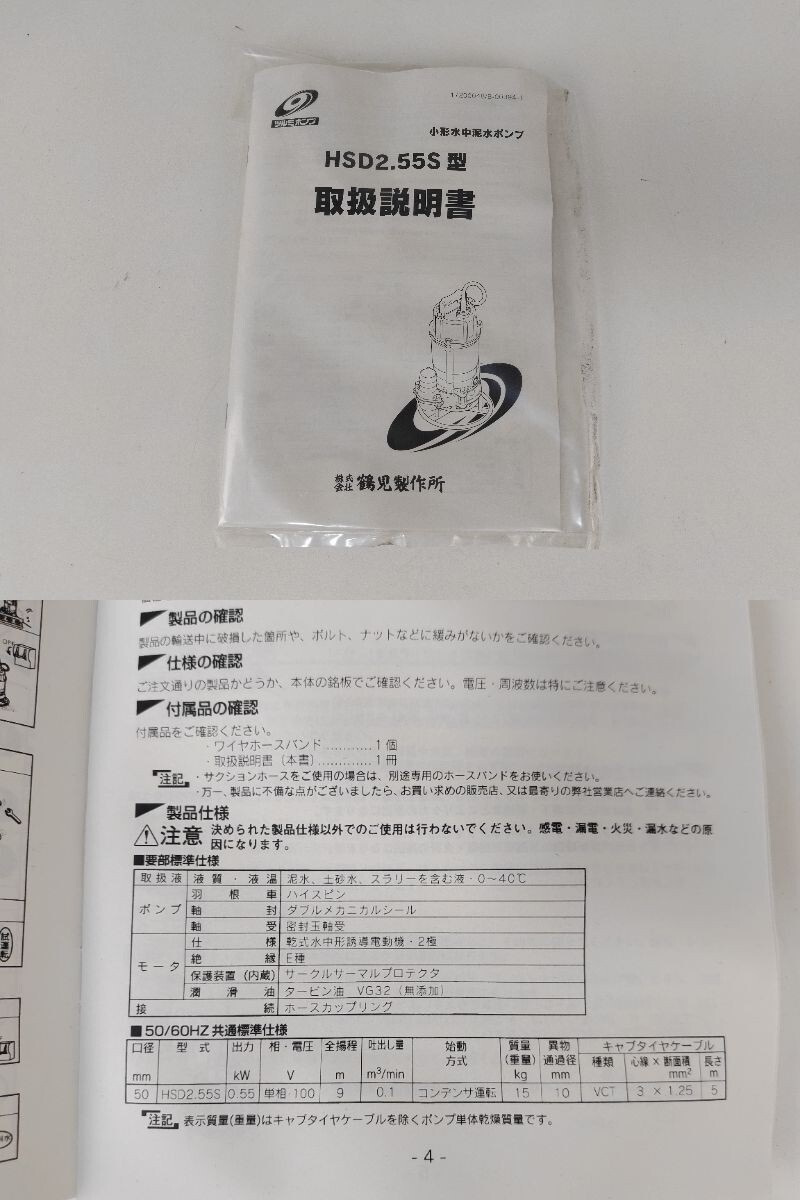 ツルミポンプ
小形水中泥水ポンプ
HSD2.55S 型
取扱説明書
株式会社 鶴見製作所
製品の確認
製品の輸送中に破損した箇所や、ボルト、ナットなどに緩みがないかをご確認ください。
仕様の確認
ご注文通りの製品かどうか、本体の銘板でご確認ください。電圧・周波数は特にご注意ください。
付属品の確認
付属品をご確認ください。
・ワイヤホースバンド............1個
・取扱説明書（本書）.............1冊
注記 ・サクションホースをご使用の場合は、別途専用のホースバンドをお使いください。
・万一、製品に不備な点がございましたら、お買い求めの販売店、又は最寄りの弊社営業店へご連絡ください。
製品仕様
注意 決められた製品仕様以外でのご使用は行わないでください。感電・漏電・火災・漏水などの原
因になります。
■要部標準仕様
取扱液 液質・液温 泥水、土砂水、スラリーを含む液・0～40℃
ポンプ 羽根車 ハイスピン
軸封 ダブルメカニカルシール
軸受 密封玉軸受
モータ 仕様 乾式水中形誘導電動機・2極
絶縁 E種
保護装置（内蔵） サークルサーマルプロテクタ
潤滑油 タービン油 VG32（無添加）
接続 ホースカップリング
■50/60HZ 共通標準仕様
口径 mm 型式 出力 kW 相・電圧 V 全揚程 m 吐出し量 m³/min 始動方式 質量(重量) kg 異物通過径 mm キャブタイヤケーブル 種類 心線×断面積 mm² 長さ m
50 HSD2.55S 0.55 単相・100 9 0.1 コンデンサ運転 15 10 VCT 3 × 1.25 5
注記 表示質量(重量)はキャブタイヤケーブルを除くポンプ単体乾燥質量です。
- 4 -
試運転